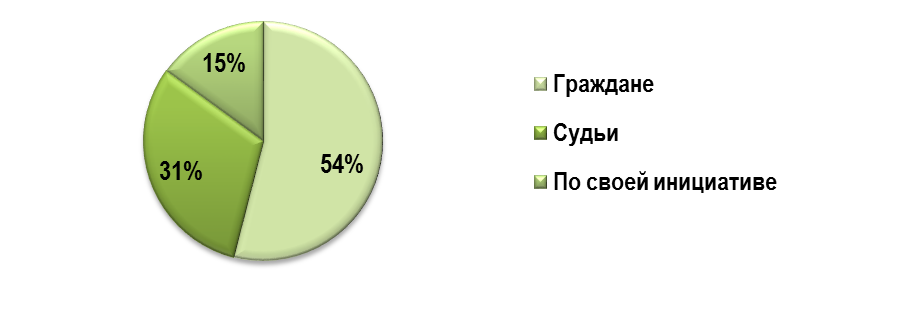 15%
54%
31%
Граждане
Судьи
По своей инициативе